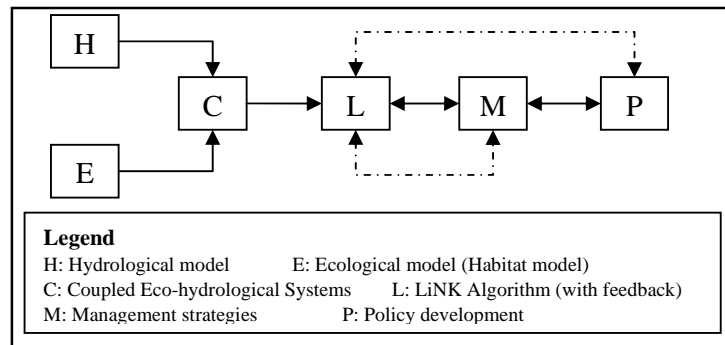 H
C
L
M
P
E
Legend
H: Hydrological model E: Ecological model (Habitat model)
C: Coupled Eco-hydrological Systems L: LiNK Algorithm (with feedback)
M: Management strategies P: Policy development